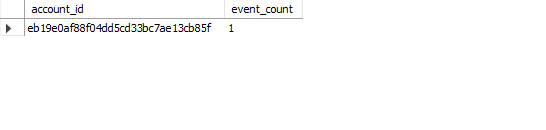 account_id event_count
eb19e0af88f04dd5cd33bc7ae13cb85f 1